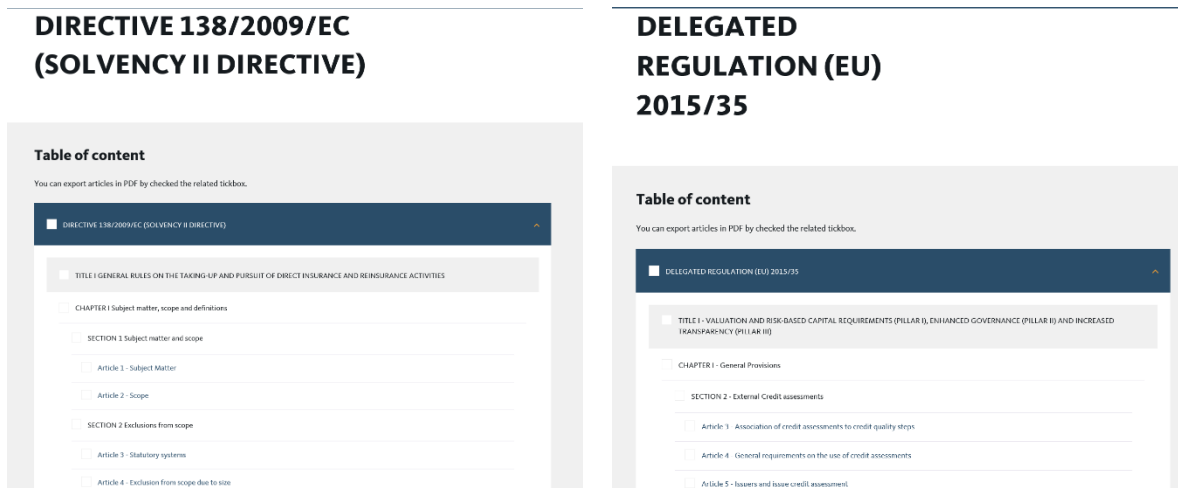 DIRECTIVE 138/2009/EC
(SOLVENCY II DIRECTIVE)
Table of content
You can export articles in PDF by checked the related tickbox.
DIRECTIVE 138/2009/EC (SOLVENCY II DIRECTIVE)
TITLE I GENERAL RULES ON THE TAKING-UP AND PURSUIT OF DIRECT INSURANCE AND REINSURANCE ACTIVITIES
CHAPTER I Subject matter, scope and definitions
SECTION 1 Subject matter and scope
Article 1 - Subject Matter
Article 2 - Scope
SECTION 2 Exclusions from scope
Article 3 - Statutory systems
Article 4 - Exclusion from scope due to size
DELEGATED
REGULATION (EU)
2015/35
Table of content
You can export articles in PDF by checked the related tickbox.
DELEGATED REGULATION (EU) 2015/35
TITLE I - VALUATION AND RISK-BASED CAPITAL REQUIREMENTS (PILLAR I), ENHANCED GOVERNANCE (PILLAR II) AND INCREASED
TRANSPARENCY (PILLAR III)
CHAPTER I - General Provisions
SECTION 2 - External Credit assessments
Article 3 - Association of credit assessments to credit quality steps
Article 4 - General requirements on the use of credit assessments
Article 5 - Issuers and issue credit assessment